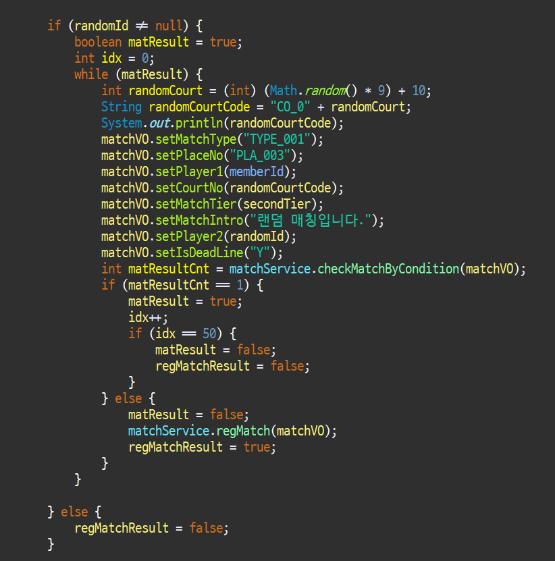 if (randomId != null) {
boolean matResult = true;
int idx = 0;
while (matResult) {
int randomCourt = (int) (Math.random() * 9) + 10;
String randomCourtCode = "CO_0" + randomCourt;
System.out.println(randomCourtCode);
matchVO.setMatchType("TYPE_001");
matchVO.setPlaceNo("PLA_003");
matchVO.setPlayer1(memberId);
matchVO.setCourtNo(randomCourtCode);
matchVO.setMatchTier(secondTier);
matchVO.setMatchIntro("랜덤 매칭입니다.");
matchVO.setPlayer2(randomId);
matchVO.setIsDeadLine("Y");
int matResultCnt = matchService.checkMatchByCondition(matchVO);
if (matResultCnt == 1) {
matResult = true;
idx++;
if (idx == 50) {
matResult = false;
regMatchResult = false;
}
} else {
matResult = false;
matchService.regMatch(matchVO);
regMatchResult = true;
}
}
} else {
regMatchResult = false;
}